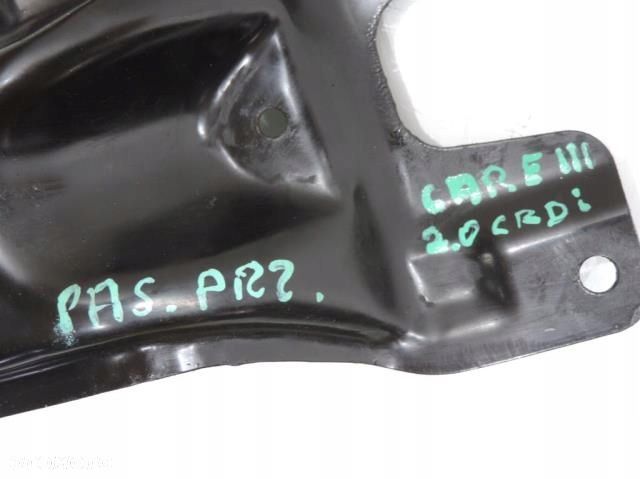 CARE III
2.0 CRDi
PAS. PRZ.